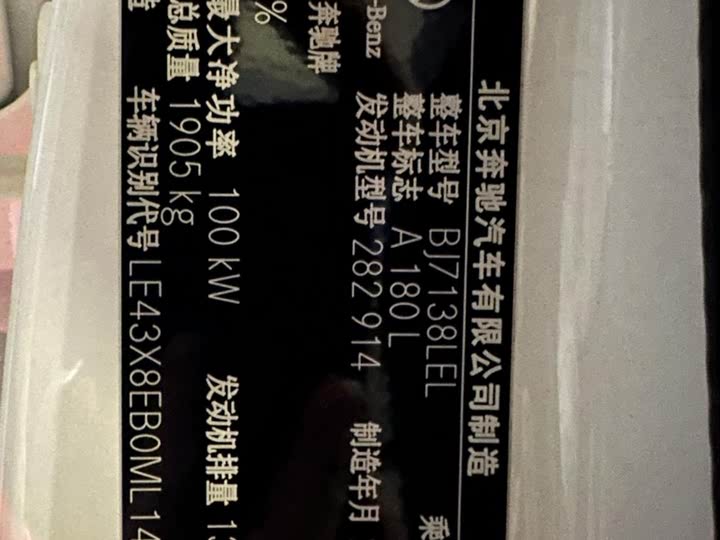 -Benz
北京奔驰汽车有限公司制造
整车型号 BJ7138LEL 乘
整车标志 A 180 L
发动机型号 282 914 制造年月
奔驰牌
%
最大净功率 100 kW 发动机排量 13
总质量 1905 kg
车辆识别代号 LE43X8EB0ML14